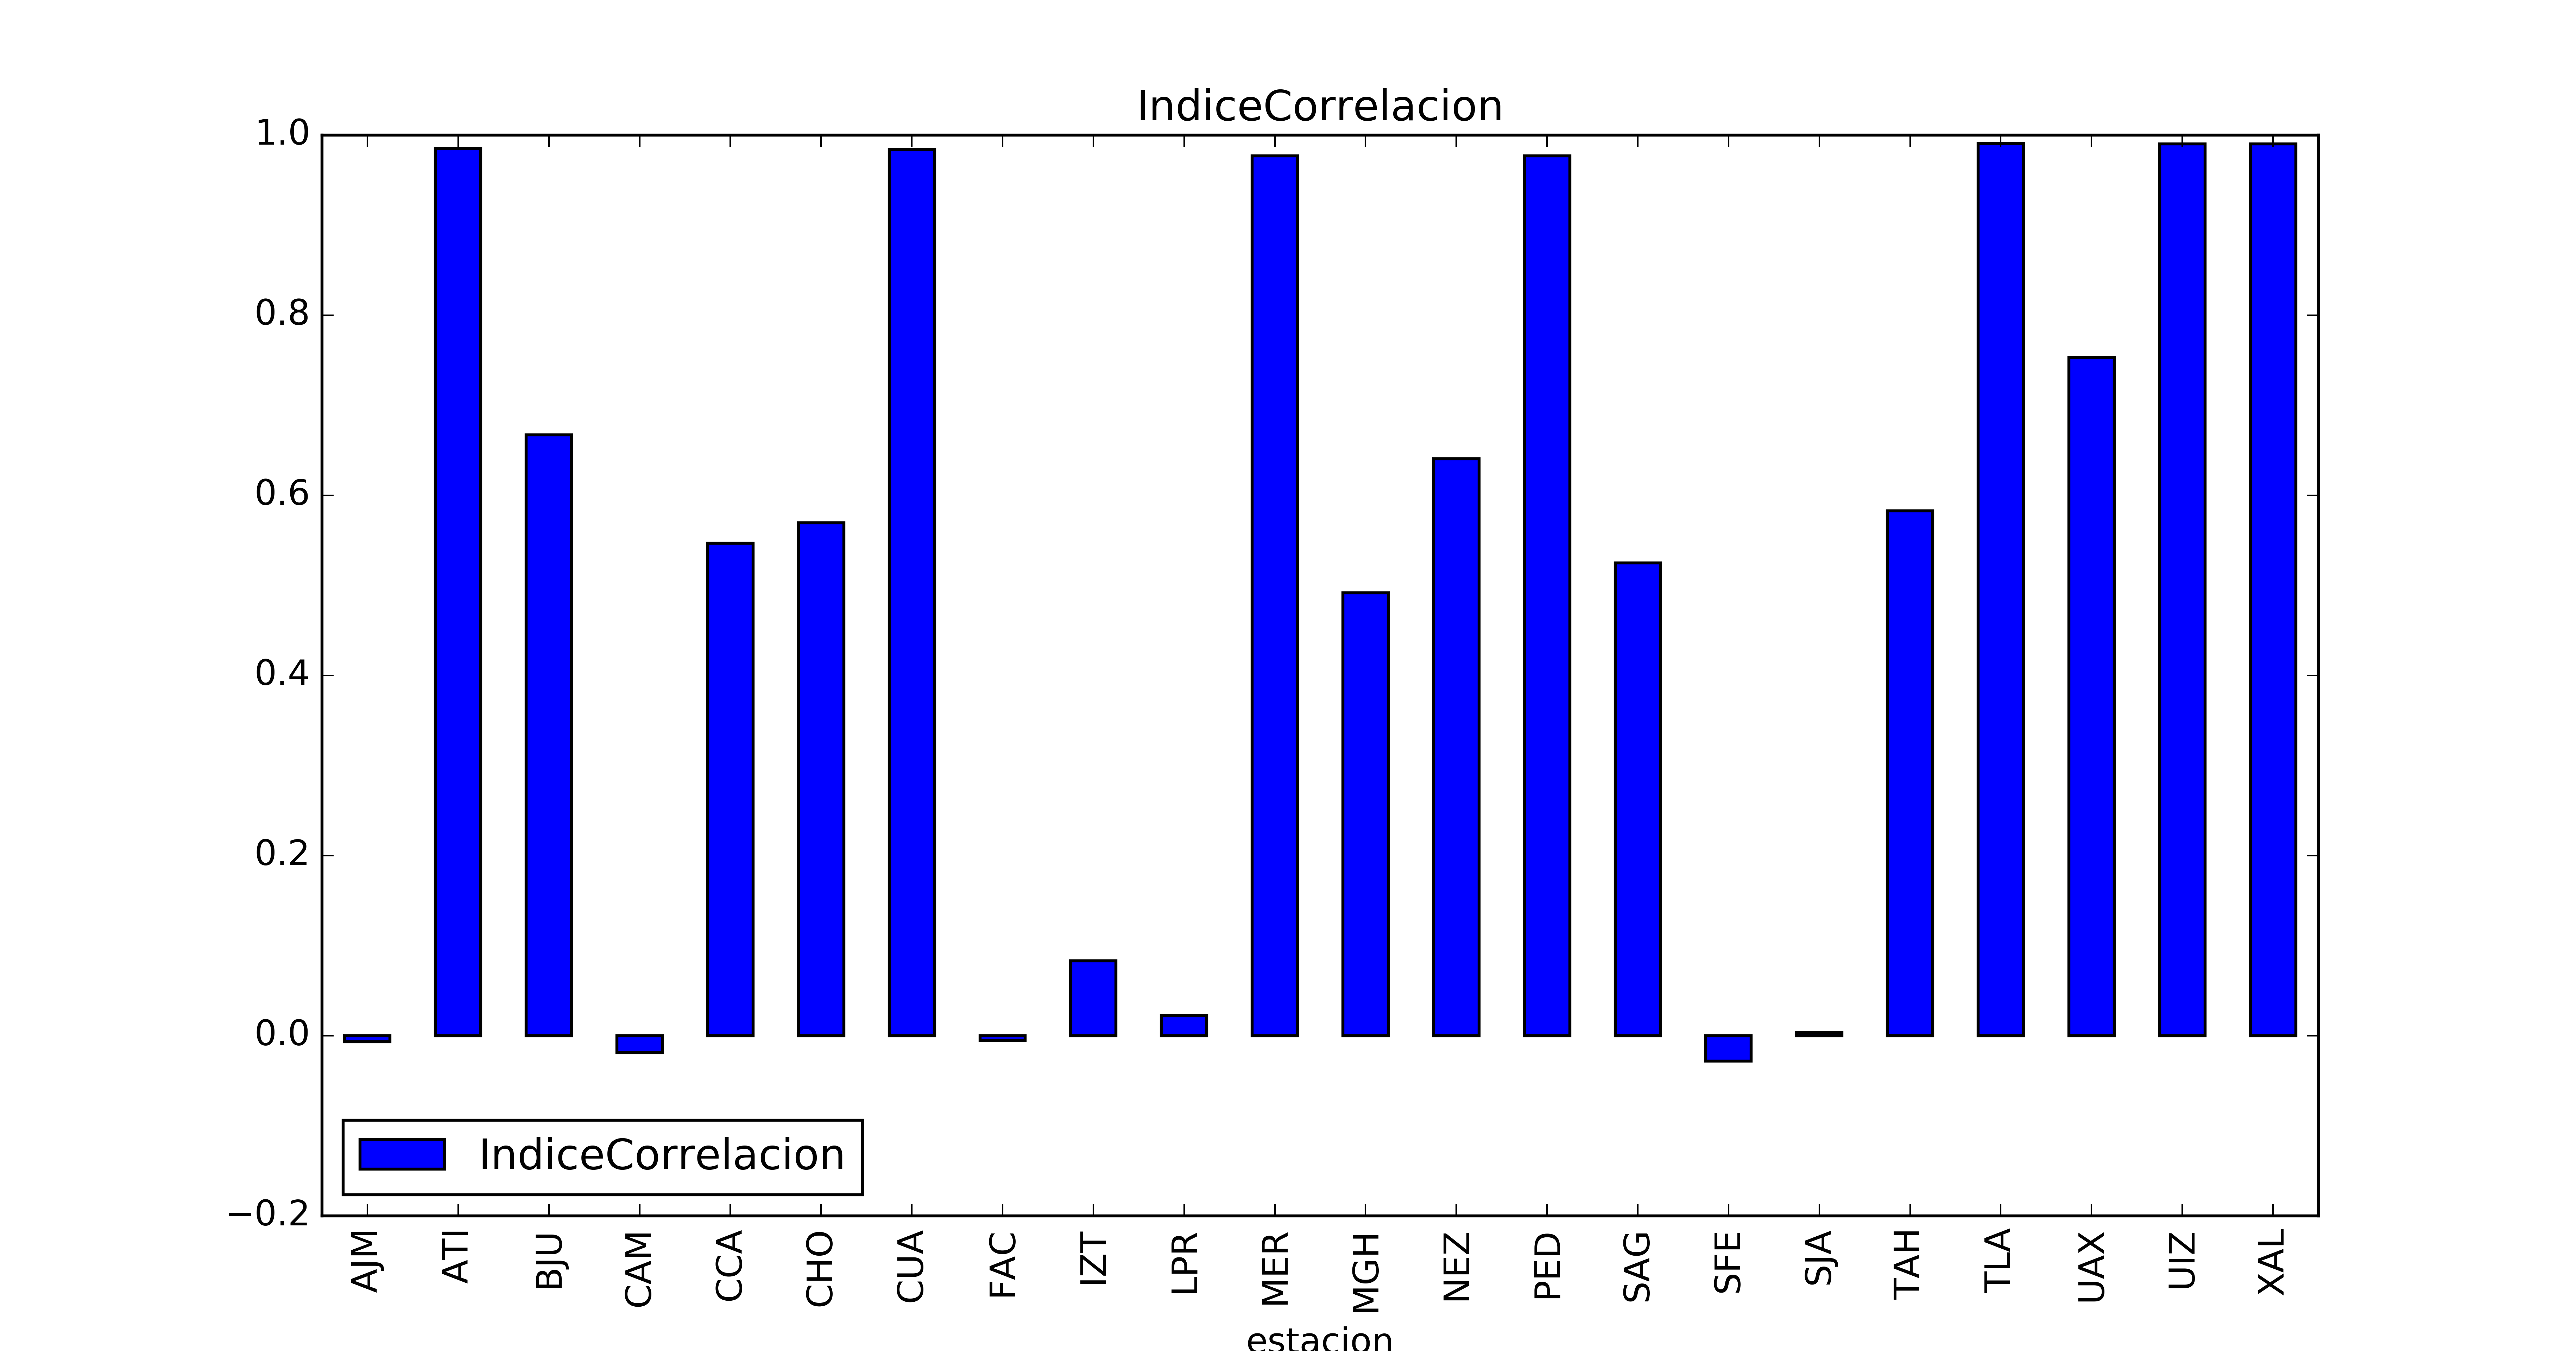 IndiceCorrelacion
1.0
0.8
0.6
0.4
0.2
0.0
−0.2
IndiceCorrelacion
AJM ATI BJU CAM CCA CHO CUA FAC IZT LPR MER MGH NEZ PED SAG SFE SJA TAH TLA UAX UIZ XAL
estacion